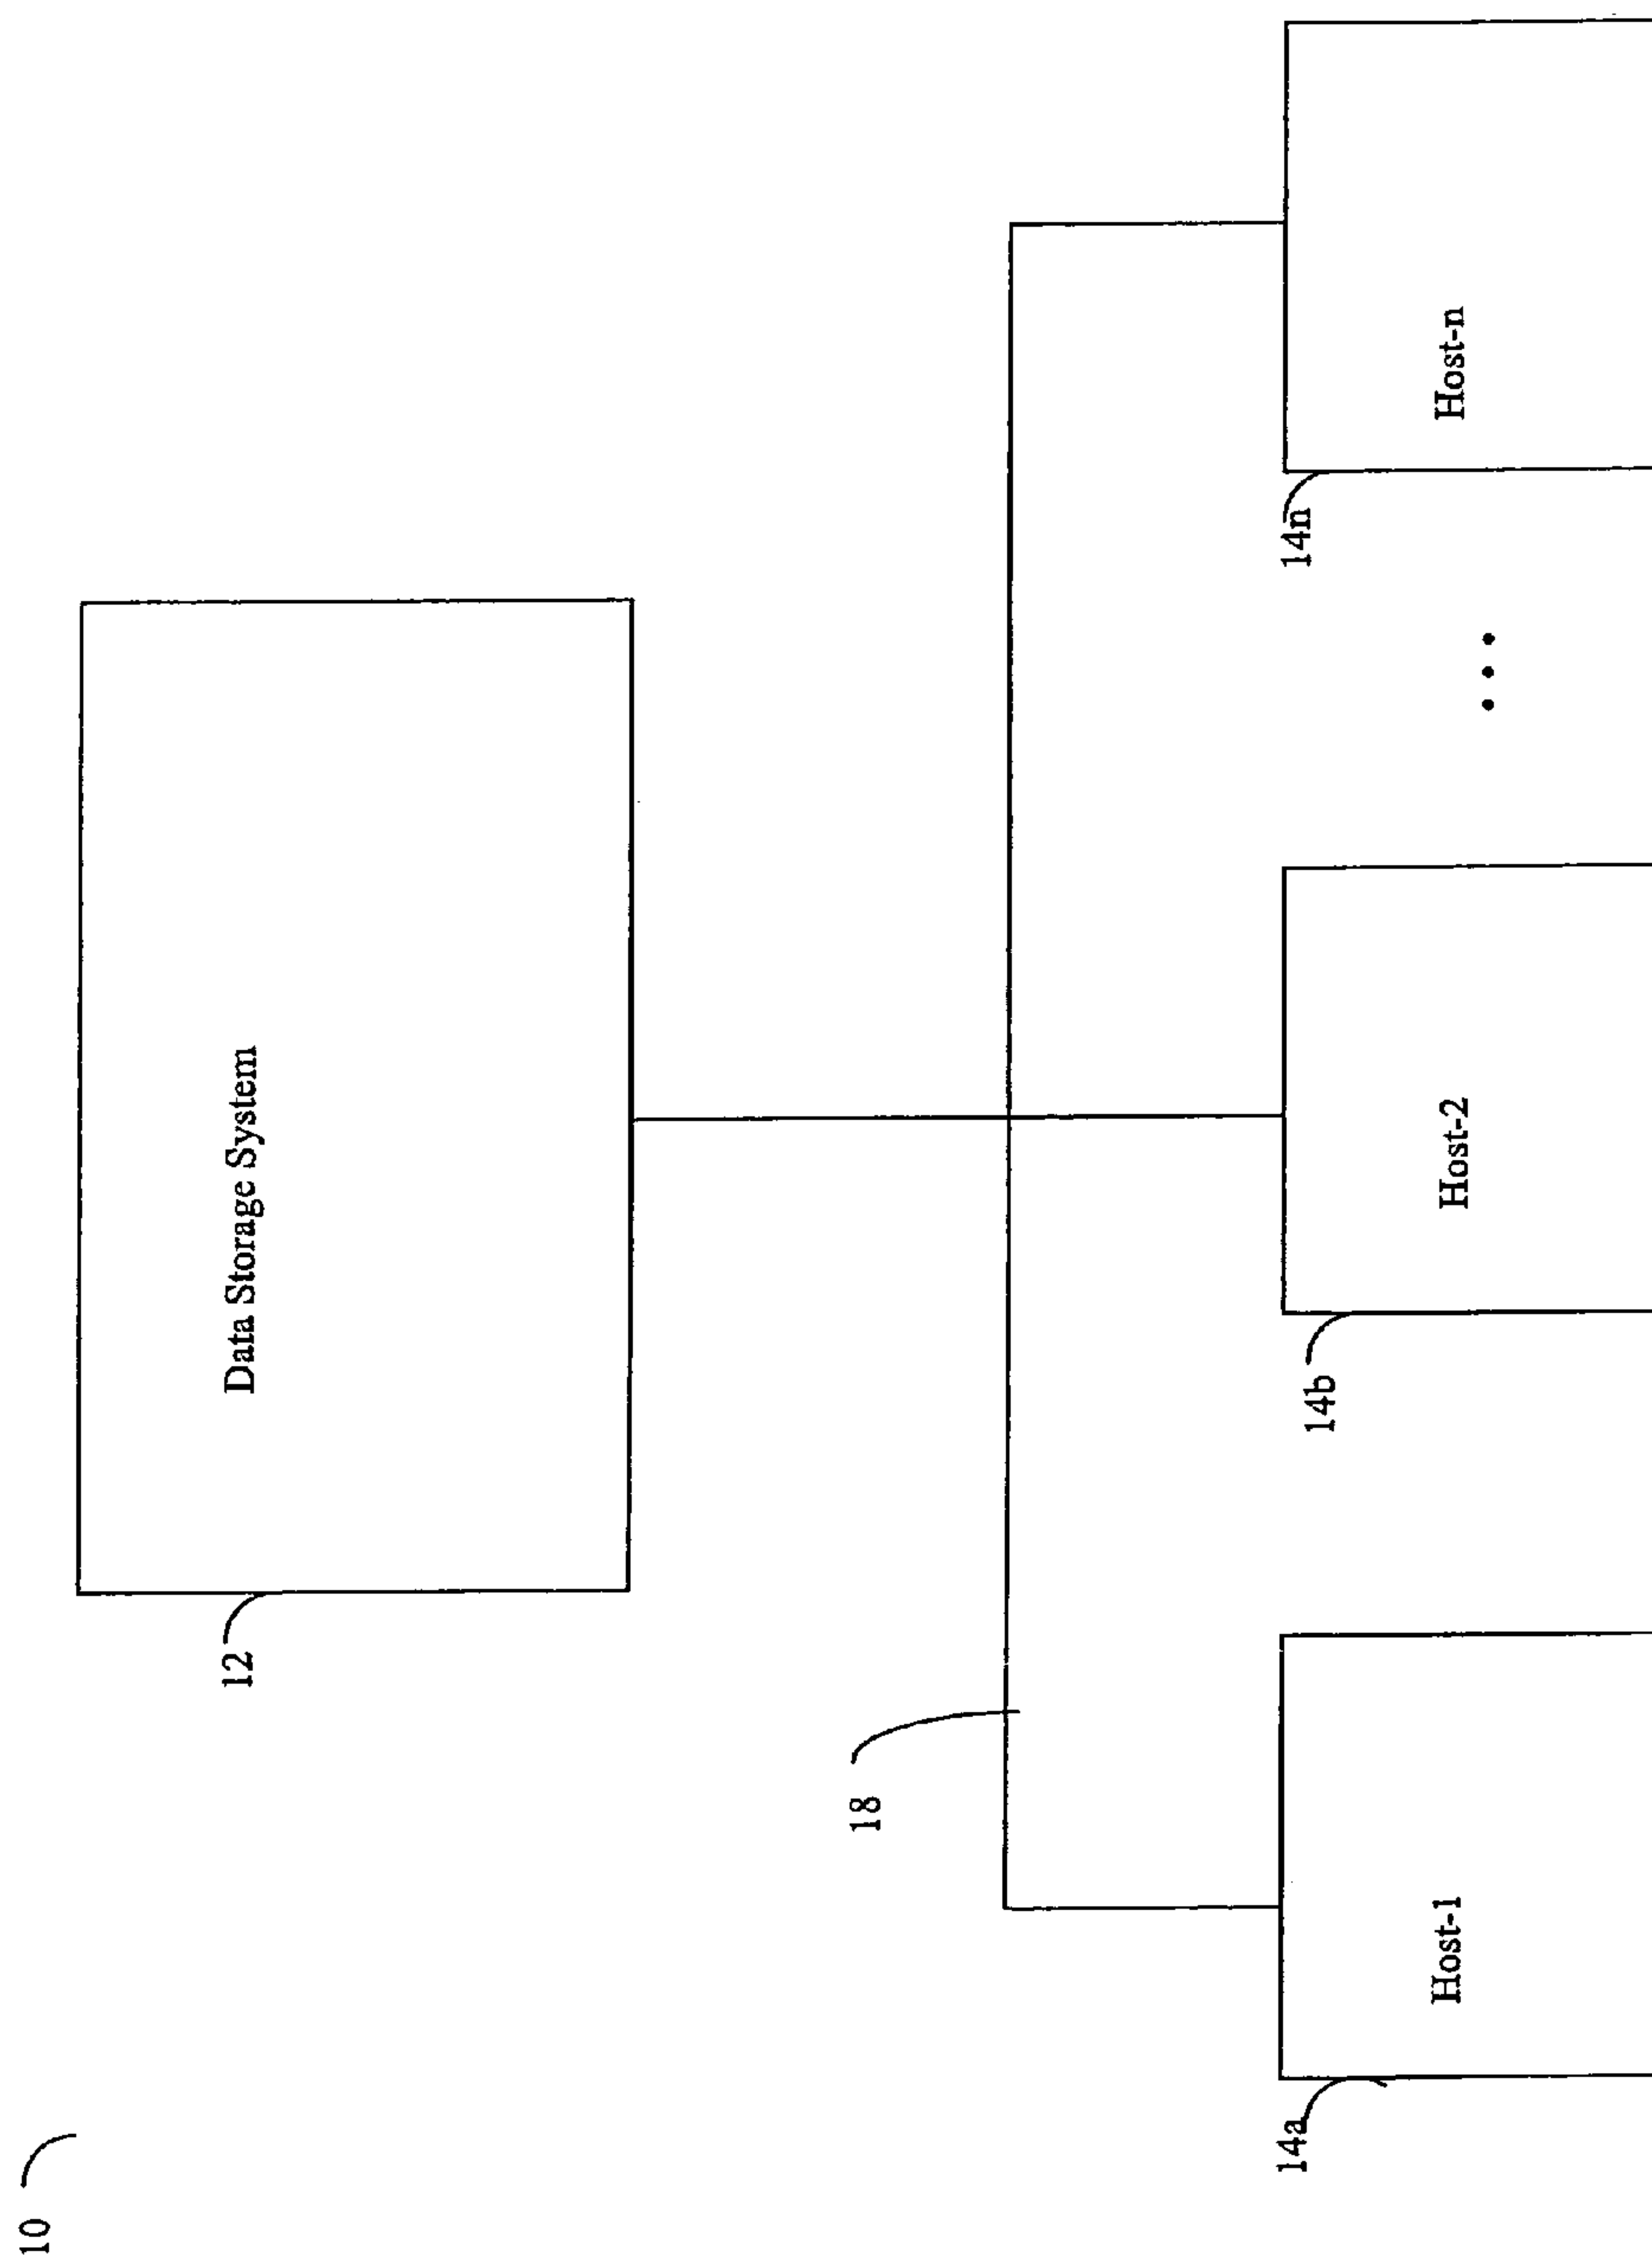 10
12
Data Storage System
18
14a
Host-1
14b
Host-2
14n
Host-n